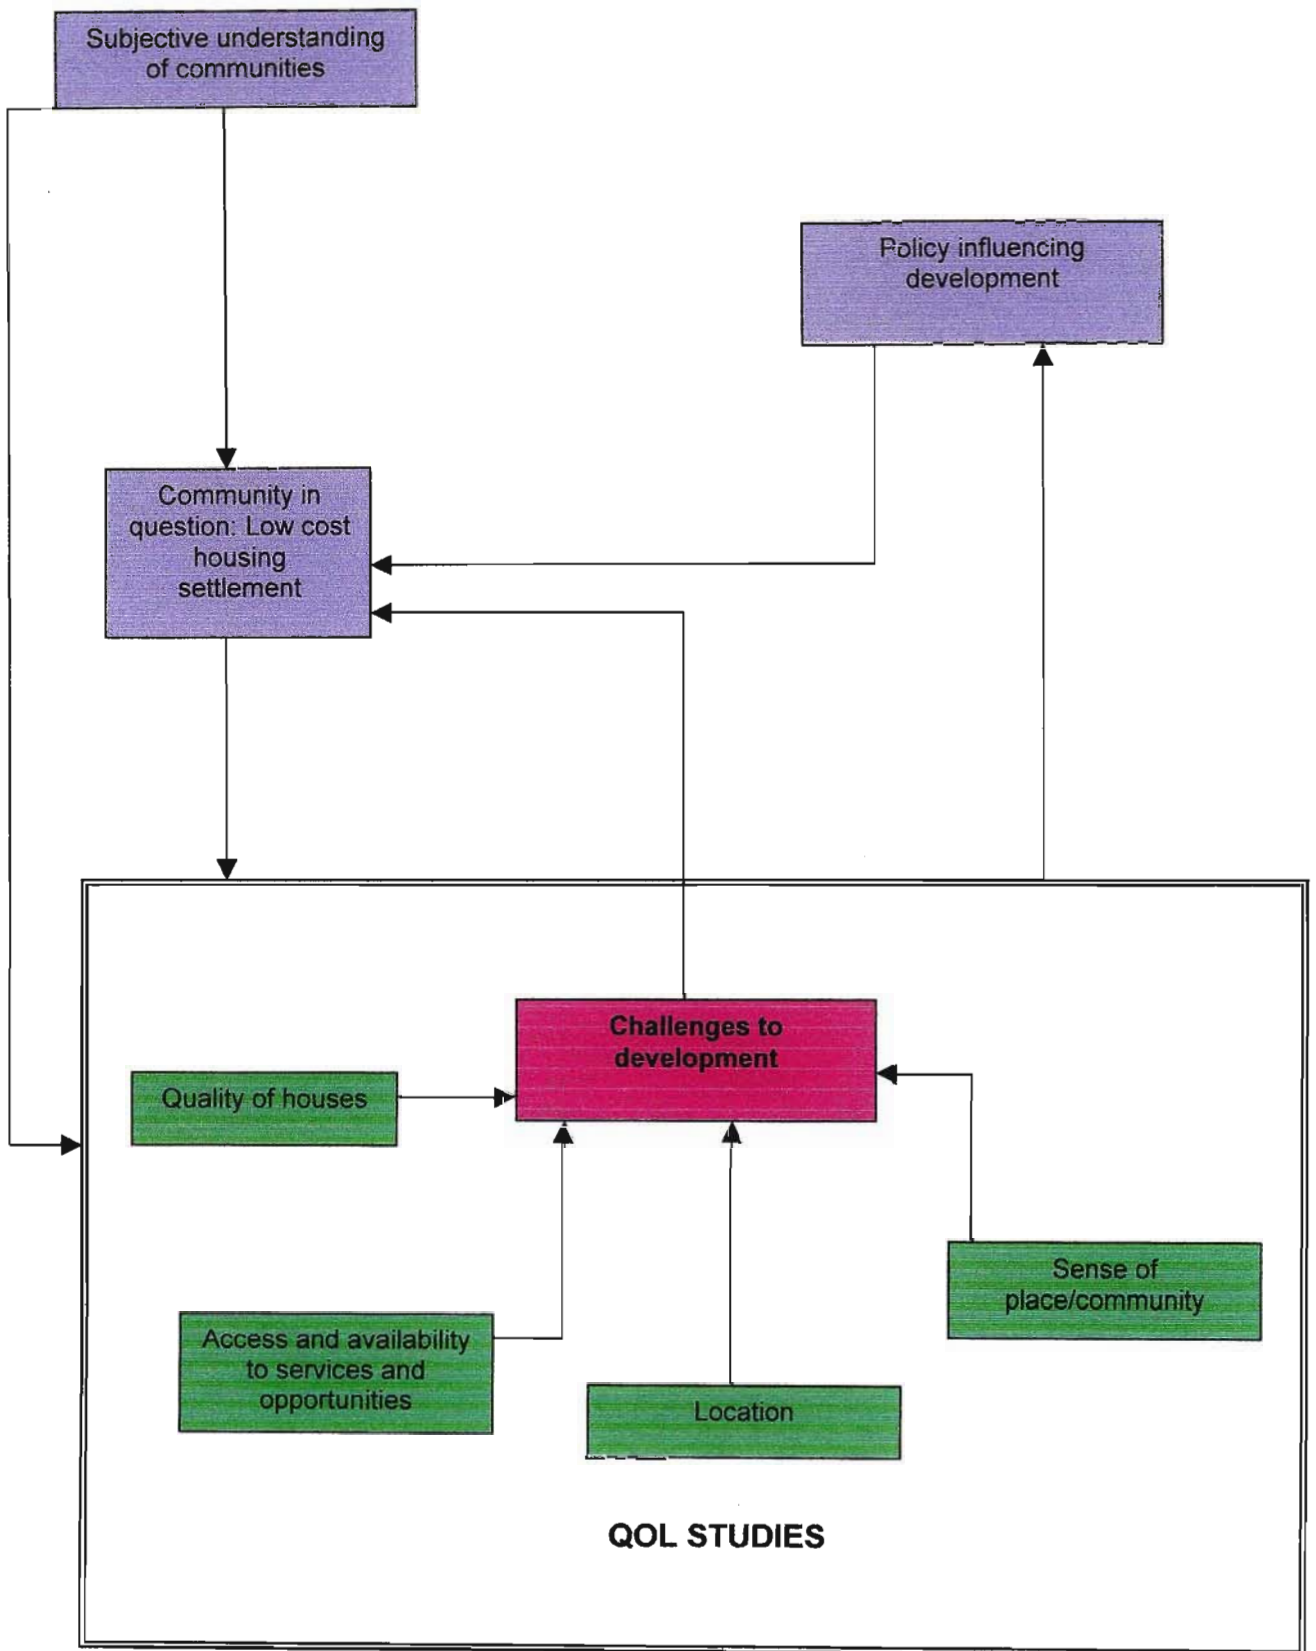 Subjective understanding
of communities
Policy influencing
development
Community in
question: Low cost
housing
settlement
Challenges to
development
Quality of houses
Sense of
place/community
Access and availability
to services and
opportunities
Location
QOL STUDIES